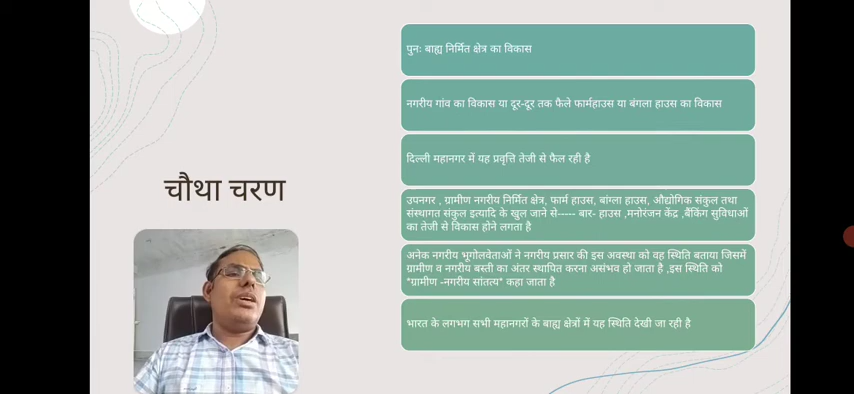 चौथा चरण
पुनः बाह्य निर्मित क्षेत्र का विकास
नगरीय गांव का विकास या दूर-दूर तक फैले फार्महाउस या बंगला हाउस का विकास
दिल्ली महानगर में यह प्रवृत्ति तेजी से फैल रही है
उपनगर , ग्रामीण नगरीय निर्मित क्षेत्र, फार्म हाउस, बांग्ला हाउस, औद्योगिक संकुल तथा
संस्थागत संकुल इत्यादि के खुल जाने से----- बार- हाउस ,मनोरंजन केंद्र ,बैंकिंग सुविधाओं
का तेजी से विकास होने लगता है
अनेक नगरीय भूगोलवेताओं ने नगरीय प्रसार की इस अवस्था को वह स्थिति बताया जिसमें
ग्रामीण व नगरीय बस्ती का अंतर स्थापित करना असंभव हो जाता है ,इस स्थिति को
*ग्रामीण -नगरीय सांतत्य* कहा जाता है
भारत के लगभग सभी महानगरों के बाह्य क्षेत्रों में यह स्थिति देखी जा रही है